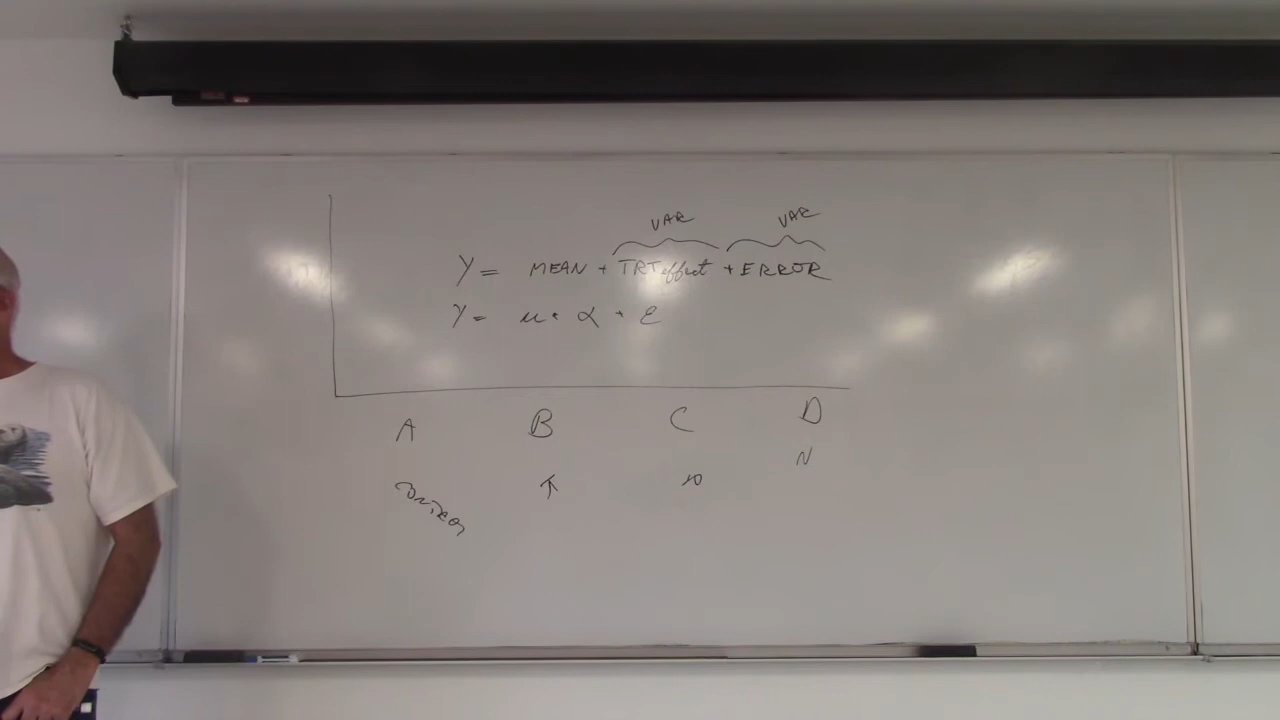 VAR VAR
Y = MEAN + TRT effect + ERROR
Y = μ + α + ε
A B C D
N